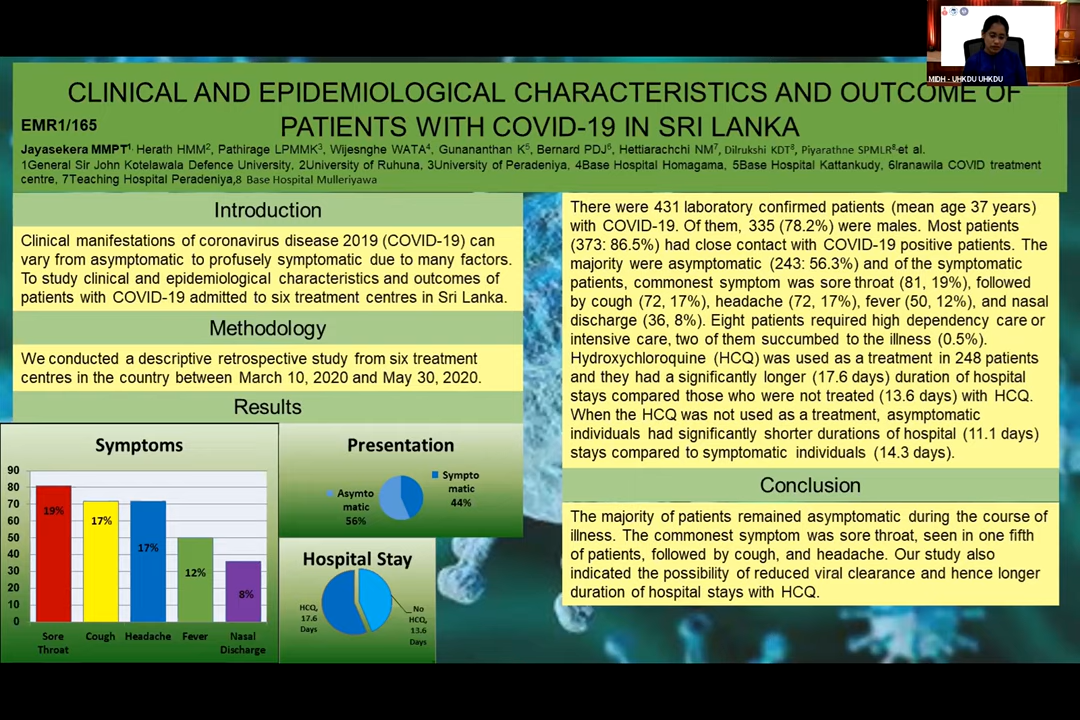 MIDH - UHKDU UHKDU
CLINICAL AND EPIDEMIOLOGICAL CHARACTERISTICS AND OUTCOME OF
EMR1/165
PATIENTS WITH COVID-19 IN SRI LANKA
Jayasekera MMPT1, Herath HMM2, Pathirage LPMMK3, Wijesnghe WATA4, Gunananthan K5, Bernard PDJ6, Hettiarachchi NM7, Dilrukshi KDT8, Piyarathne SPMLR8 et al.
1General Sir John Kotelawala Defence University, 2University of Ruhuna, 3University of Peradeniya, 4Base Hospital Homagama, 5Base Hospital Kattankudy, 6Iranawila COVID treatment
centre, 7Teaching Hospital Peradeniya,8 Base Hospital Mulleriyawa
Introduction
Clinical manifestations of coronavirus disease 2019 (COVID-19) can
vary from asymptomatic to profusely symptomatic due to many factors.
To study clinical and epidemiological characteristics and outcomes of
patients with COVID-19 admitted to six treatment centres in Sri Lanka.
Methodology
We conducted a descriptive retrospective study from six treatment
centres in the country between March 10, 2020 and May 30, 2020.
Results
Symptoms
90
80
70
60
50
40
30
20
10
0
19%
17%
17%
12%
8%
Sore
Throat
Cough
Headache
Fever
Nasal
Discharge
Presentation
Asympto
matic
56%
Sympto
matic
44%
Hospital Stay
HCQ,
17.6
Days
No
HCQ,
13.6
Days
There were 431 laboratory confirmed patients (mean age 37 years)
with COVID-19. Of them, 335 (78.2%) were males. Most patients
(373: 86.5%) had close contact with COVID-19 positive patients. The
majority were asymptomatic (243: 56.3%) and of the symptomatic
patients, commonest symptom was sore throat (81, 19%), followed
by cough (72, 17%), headache (72, 17%), fever (50, 12%), and nasal
discharge (36, 8%). Eight patients required high dependency care or
intensive care, two of them succumbed to the illness (0.5%).
Hydroxychloroquine (HCQ) was used as a treatment in 248 patients
and they had a significantly longer (17.6 days) duration of hospital
stays compared those who were not treated (13.6 days) with HCQ.
When the HCQ was not used as a treatment, asymptomatic
individuals had significantly shorter durations of hospital (11.1 days)
stays compared to symptomatic individuals (14.3 days).
Conclusion
The majority of patients remained asymptomatic during the course of
illness. The commonest symptom was sore throat, seen in one fifth
of patients, followed by cough, and headache. Our study also
indicated the possibility of reduced viral clearance and hence longer
duration of hospital stays with HCQ.